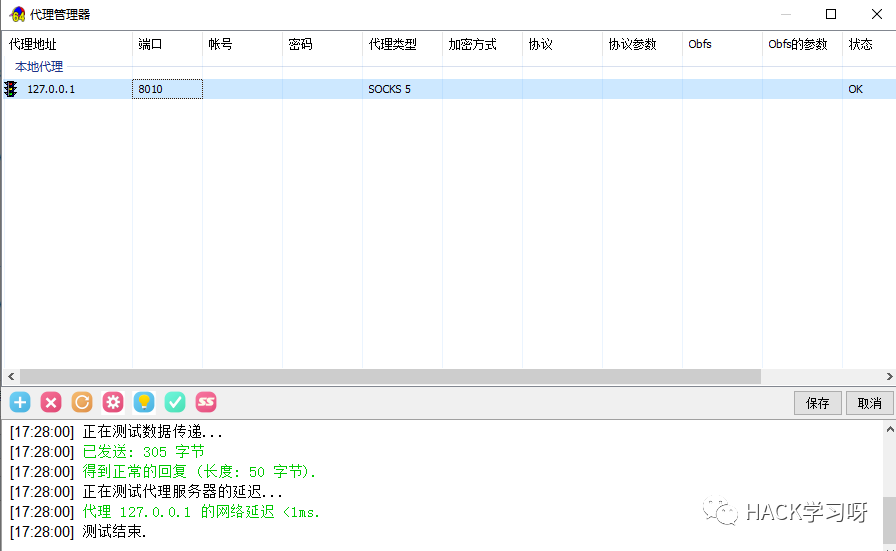 代理管理器
代理地址 端口 帐号 密码 代理类型 加密方式 协议 协议参数 Obfs Obfs的参数 状态
本地代理
127.0.0.1 8010 SOCKS 5 OK
SS 保存 取消
[17:28:00] 正在测试数据传递...
[17:28:00] 已发送: 305 字节
[17:28:00] 得到正常的回复 (长度: 50 字节).
[17:28:00] 正在测试代理服务器的延迟...
[17:28:00] 代理 127.0.0.1 的网络延迟 <1ms.
[17:28:00] 测试结束.
HACK学习呀